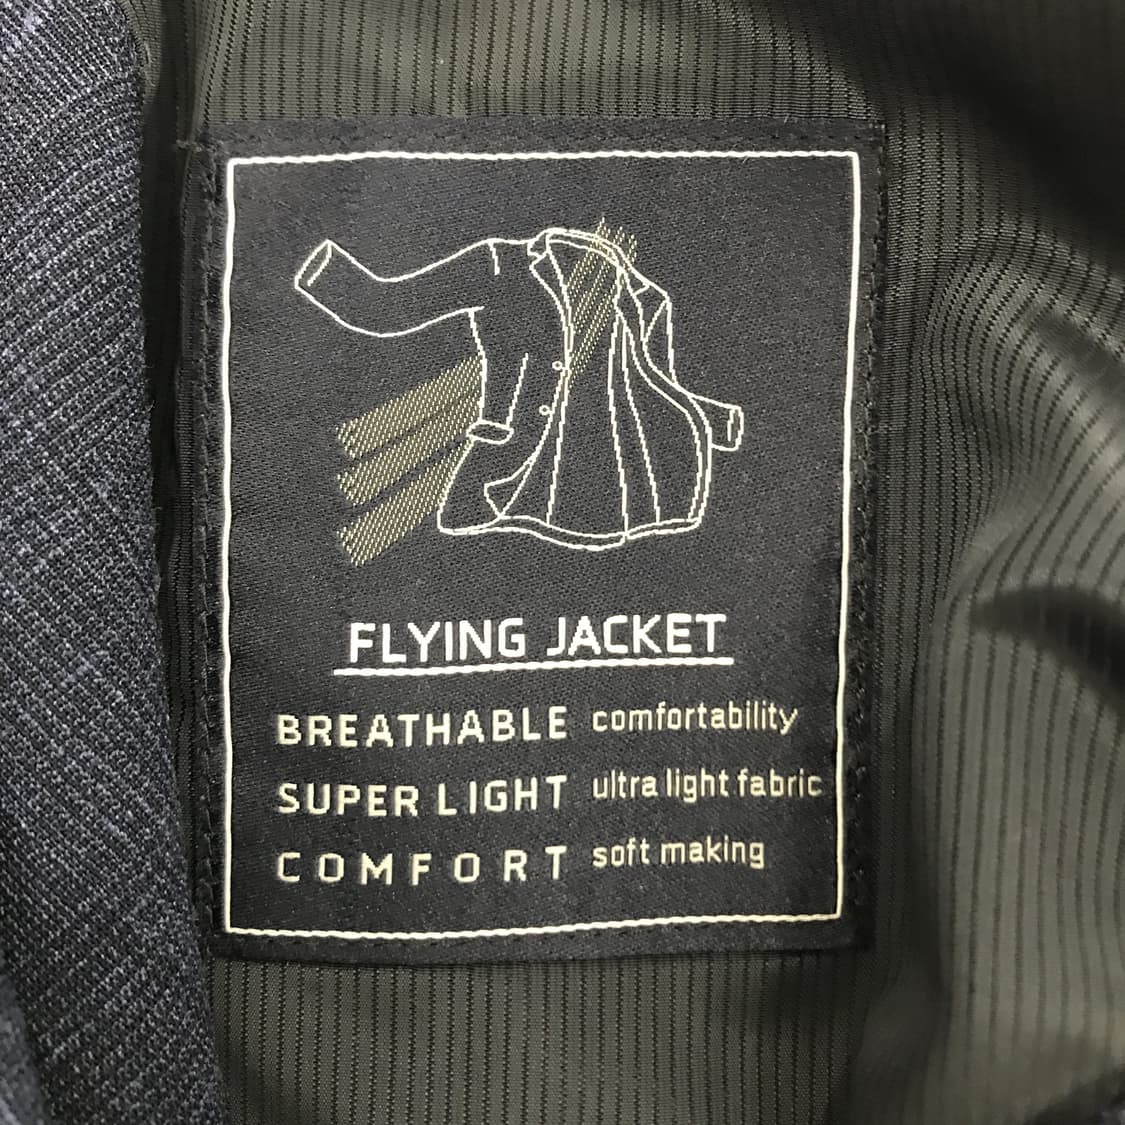 FLYING JACKET
BREATHABLE comfortability
SUPER LIGHT ultra light fabric
COMFORT soft making